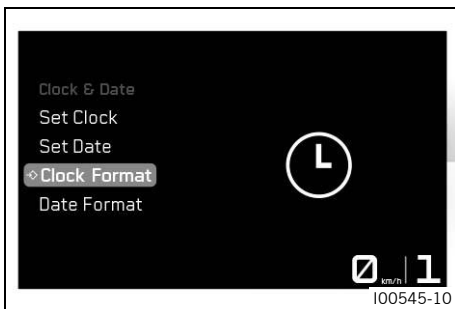 Clock & Date
Set Clock
Set Date
Clock Format
Date Format
0 km/h 1
I00545-10